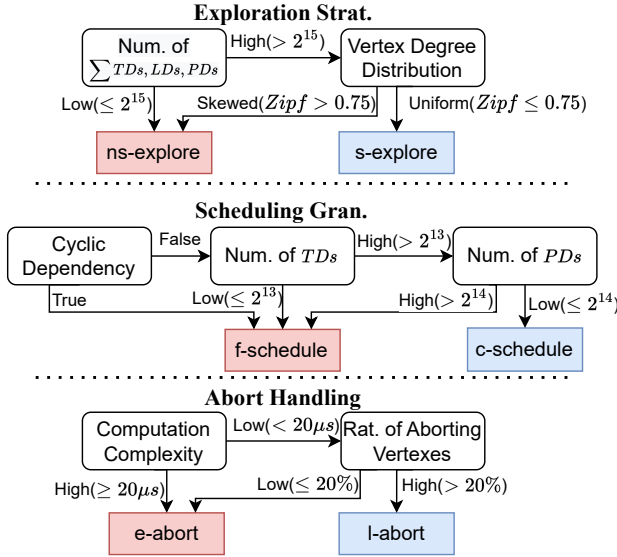 Exploration Strat.
Num. of
∑ TDs, LDs, PDs
High(> 2^15)
Vertex Degree
Distribution
Low(≤ 2^15)
Skewed(Zipf > 0.75)
Uniform(Zipf ≤ 0.75)
ns-explore
s-explore
Scheduling Gran.
Cyclic
Dependency
False
Num. of TDs
High(> 2^13)
Num. of PDs
True
Low(≤ 2^13)
High(> 2^14)
Low(≤ 2^14)
f-schedule
c-schedule
Abort Handling
Computation
Complexity
Low(< 20μs)
Rat. of Aborting
Vertexes
High(≥ 20μs)
Low(≤ 20%)
High(> 20%)
e-abort
l-abort